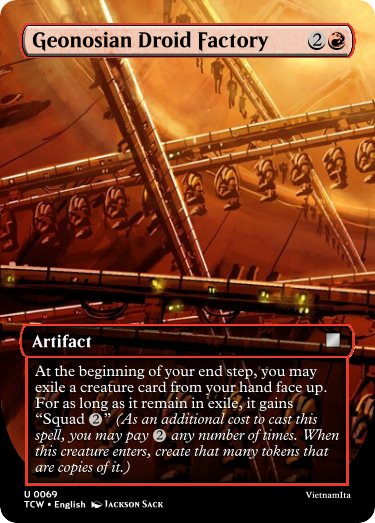 Geonosian Droid Factory 2
Artifact
At the beginning of your end step, you may
exile a creature card from your hand face up.
For as long as it remain in exile, it gains
“Squad 2” (As an additional cost to cast this
spell, you may pay 2 any number of times. When
this creature enters, create that many tokens that
are copies of it.)
U 0069
TCW • English Jackson Sack
VietnamIta